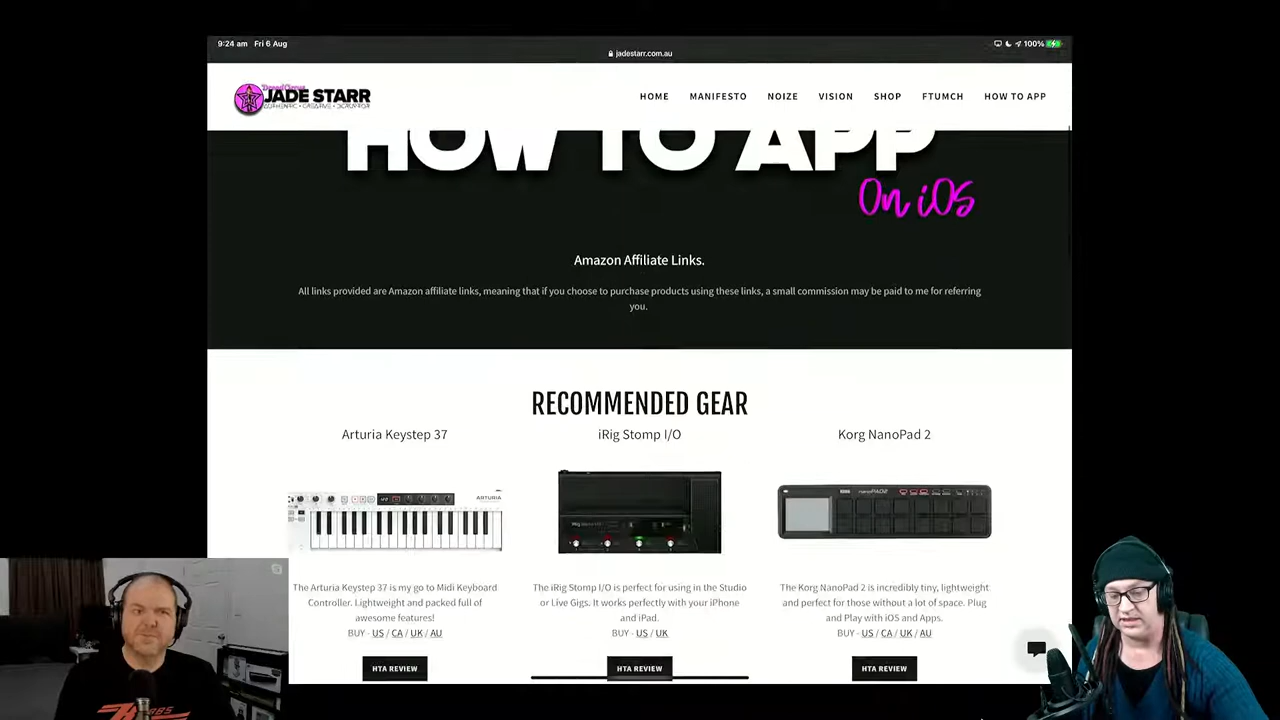 9:24 am Fri 6 Aug
jadestarr.com.au
100%
JADE STARR
HOME MANIFESTO NOIZE VISION SHOP FTUMCH HOW TO APP
HOW TO APP
On iOS
Amazon Affiliate Links.
All links provided are Amazon affiliate links, meaning that if you choose to purchase products using these links, a small commission may be paid to me for referring
you.
RECOMMENDED GEAR
Arturia Keystep 37
iRig Stomp I/O
Korg NanoPad 2
ARTURIA
The Arturia Keystep 37 is my go to Midi Keyboard
Controller. Lightweight and packed full of
awesome features!
BUY - US / CA / UK / AU
HTA REVIEW
The iRig Stomp I/O is perfect for using in the Studio
or Live Gigs. It works perfectly with your iPhone
and iPad.
BUY - US / UK
HTA REVIEW
The Korg NanoPad 2 is incredibly tiny, lightweight
and perfect for those without a lot of space. Plug
and Play with iOS and Apps.
BUY - US / CA / UK / AU
HTA REVIEW